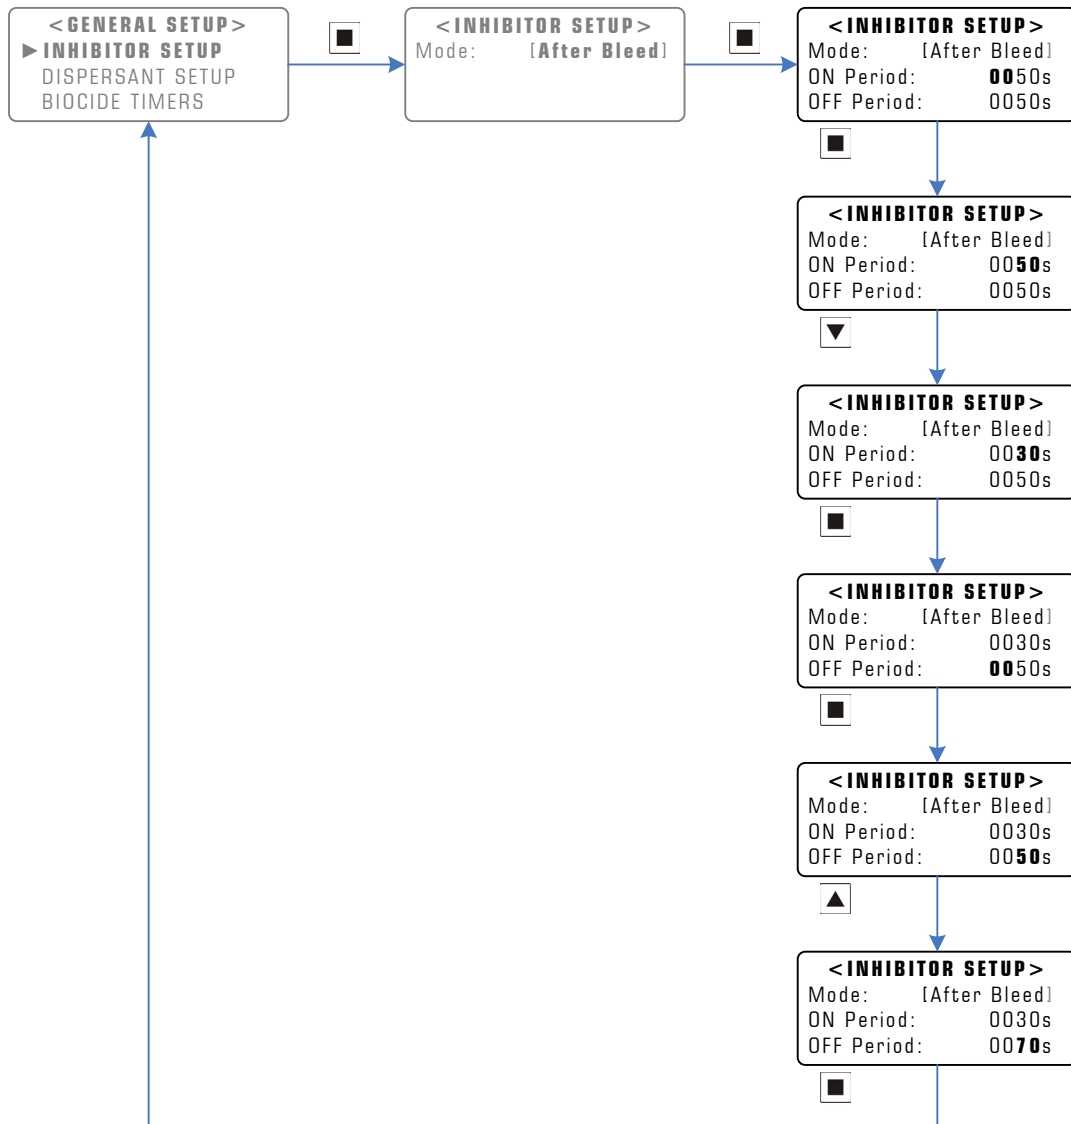 <GENERAL SETUP>
►INHIBITOR SETUP
DISPERSANT SETUP
BIOCIDE TIMERS
<INHIBITOR SETUP>
Mode: [After Bleed]
<INHIBITOR SETUP>
Mode: [After Bleed]
ON Period: 0050s
OFF Period: 0050s
<INHIBITOR SETUP>
Mode: [After Bleed]
ON Period: 0050s
OFF Period: 0050s
<INHIBITOR SETUP>
Mode: [After Bleed]
ON Period: 0030s
OFF Period: 0050s
<INHIBITOR SETUP>
Mode: [After Bleed]
ON Period: 0030s
OFF Period: 0050s
<INHIBITOR SETUP>
Mode: [After Bleed]
ON Period: 0030s
OFF Period: 0050s
<INHIBITOR SETUP>
Mode: [After Bleed]
ON Period: 0030s
OFF Period: 0070s